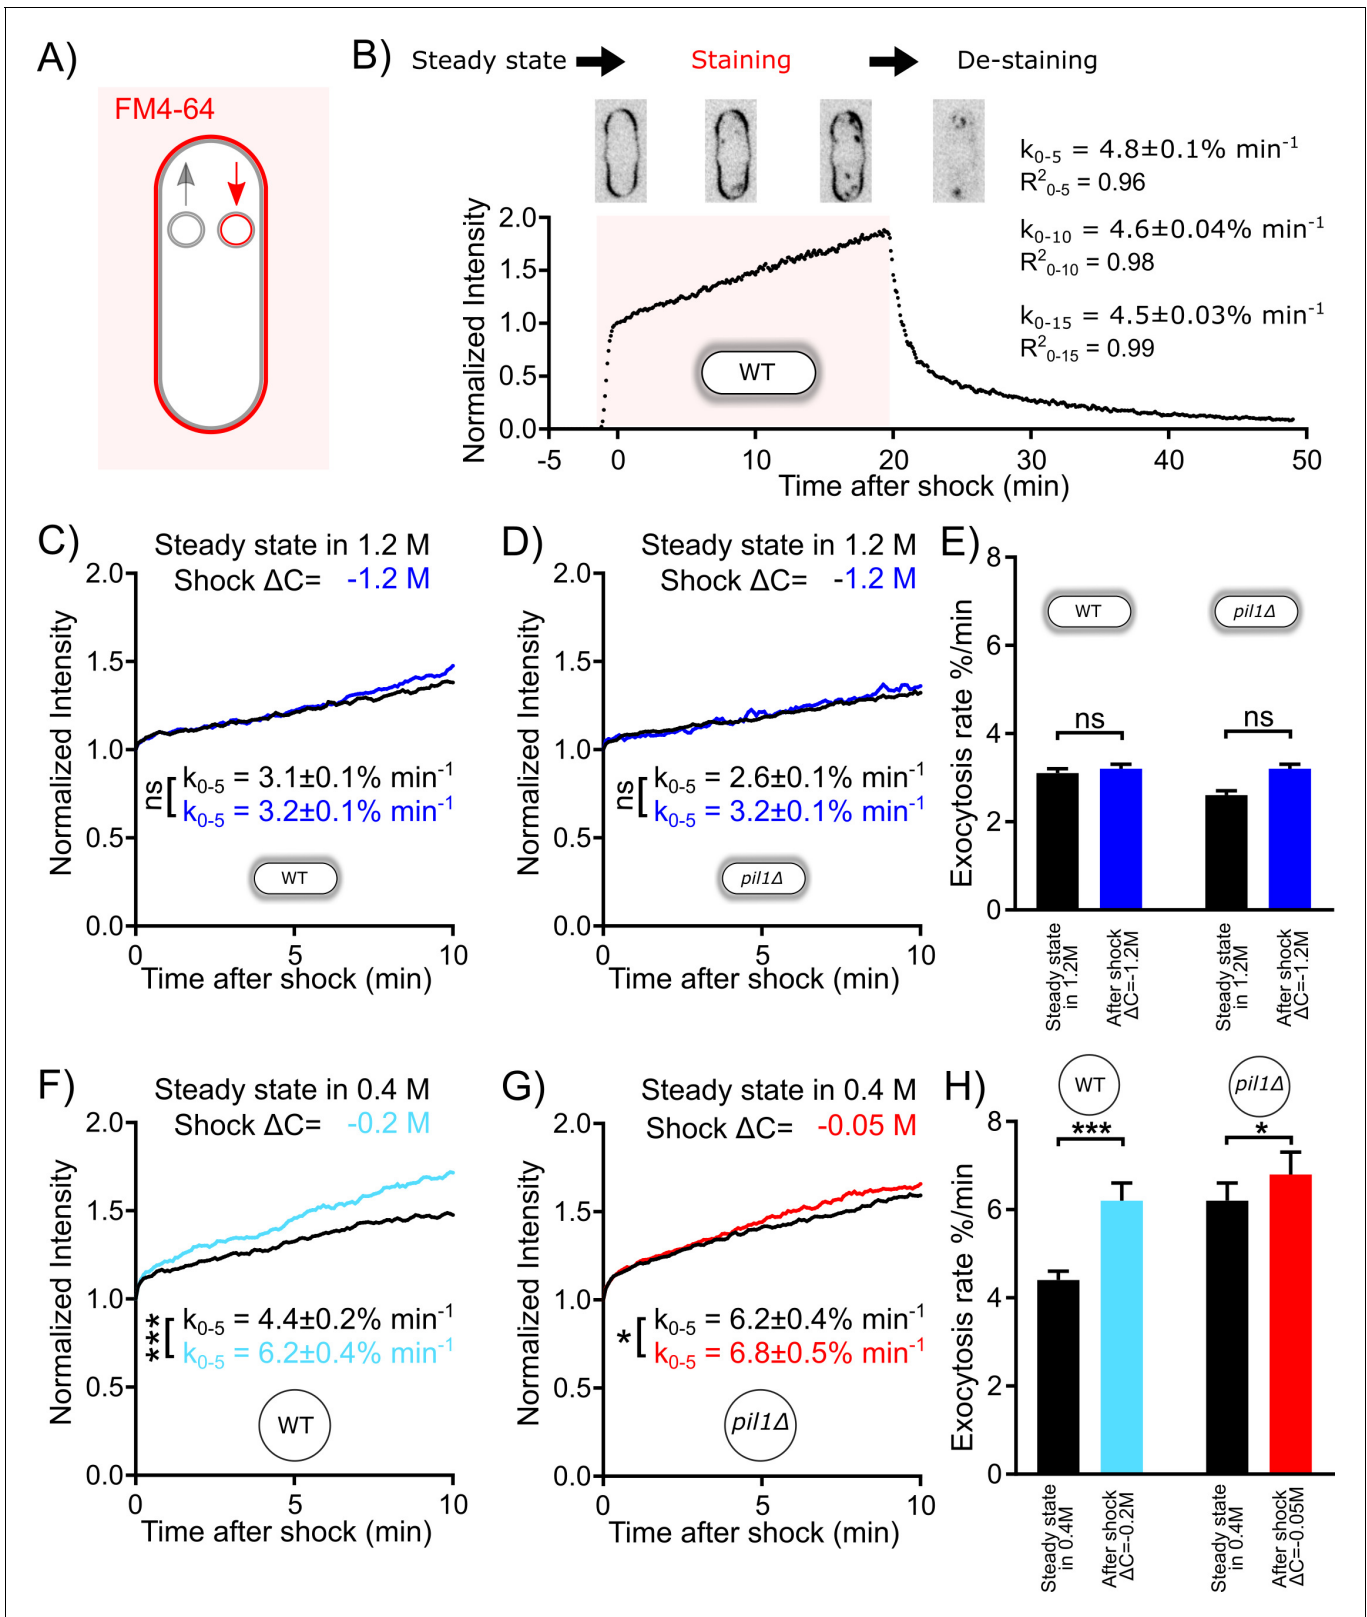 A)
FM4-64
B)
Steady state
Staining
De-staining
k0-5 = 4.8±0.1% min-1
R20-5 = 0.96
k0-10 = 4.6±0.04% min-1
R20-10 = 0.98
k0-15 = 4.5±0.03% min-1
R20-15 = 0.99
Normalized Intensity
2.0
1.5
1.0
0.5
0.0
WT
-5 0 10 20 30 40 50
Time after shock (min)
C)
Steady state in 1.2 M
Shock ΔC= -1.2 M
Normalized Intensity
2.0
1.5
1.0
0.5
0.0
ns
k0-5 = 3.1±0.1% min-1
k0-5 = 3.2±0.1% min-1
WT
0 5 10
Time after shock (min)
D)
Steady state in 1.2 M
Shock ΔC= -1.2 M
Normalized Intensity
2.0
1.5
1.0
0.5
0.0
ns
k0-5 = 2.6±0.1% min-1
k0-5 = 3.2±0.1% min-1
pil1Δ
0 5 10
Time after shock (min)
E)
Exocytosis rate %/min
8
6
4
2
0
WT
pil1Δ
ns
ns
Steady state
in 1.2M
After shock
ΔC=-1.2M
Steady state
in 1.2M
After shock
ΔC=-1.2M
F)
Steady state in 0.4 M
Shock ΔC= -0.2 M
Normalized Intensity
2.0
1.5
1.0
0.5
0.0
***
k0-5 = 4.4±0.2% min-1
k0-5 = 6.2±0.4% min-1
WT
0 5 10
Time after shock (min)
G)
Steady state in 0.4 M
Shock ΔC= -0.05 M
Normalized Intensity
2.0
1.5
1.0
0.5
0.0
*
k0-5 = 6.2±0.4% min-1
k0-5 = 6.8±0.5% min-1
pil1Δ
0 5 10
Time after shock (min)
H)
Exocytosis rate %/min
8
6
4
2
0
WT
pil1Δ
***
*
Steady state
in 0.4M
After shock
ΔC=-0.2M
Steady state
in 0.4M
After shock
ΔC=-0.05M